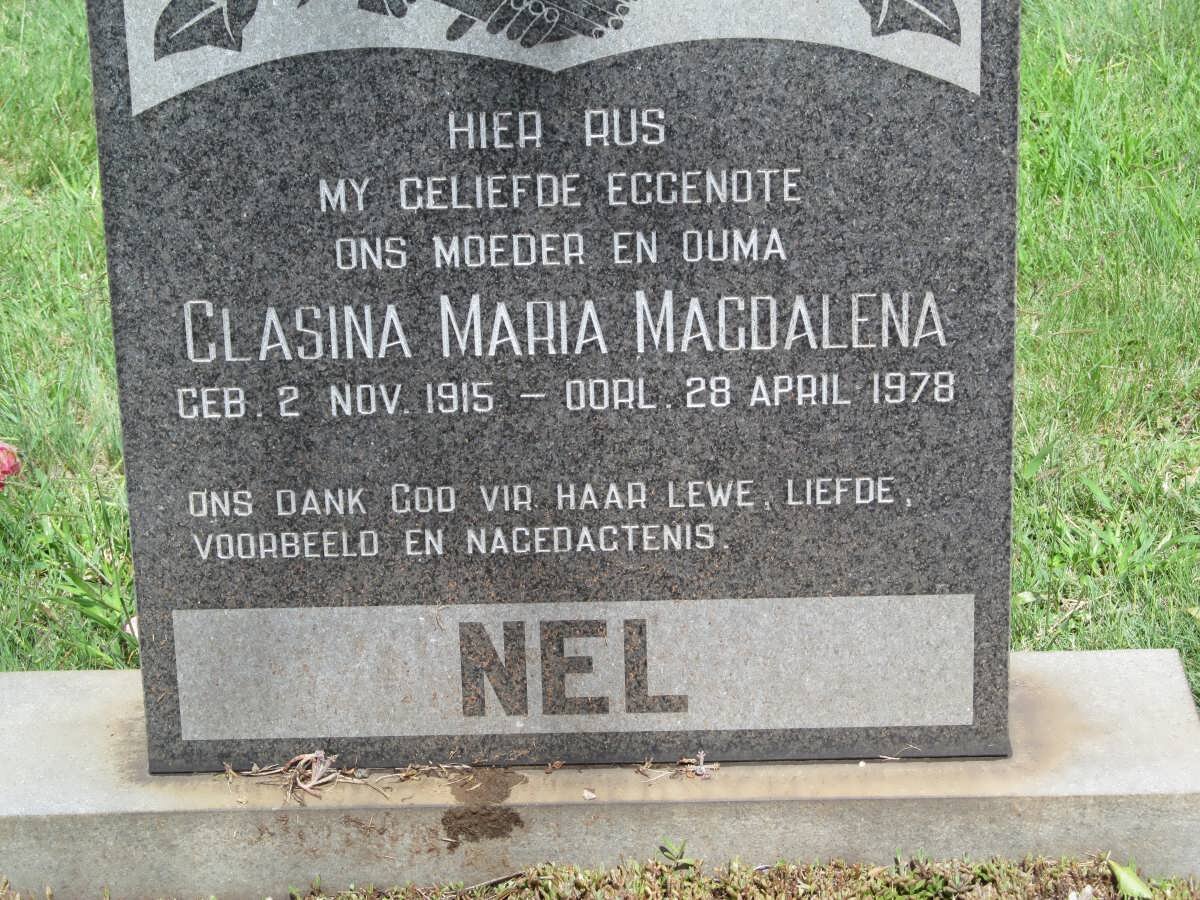 HIER RUS
MY GELIEFDE EGGENOTE
ONS MOEDER EN OUMA
CLASINA MARIA MAGDALENA
GEB. 2 NOV. 1915 – OORL. 28 APRIL 1978
ONS DANK GOD VIR HAAR LEWE, LIEFDE,
VOORBEELD EN NAGEDAGTENIS.
NEL